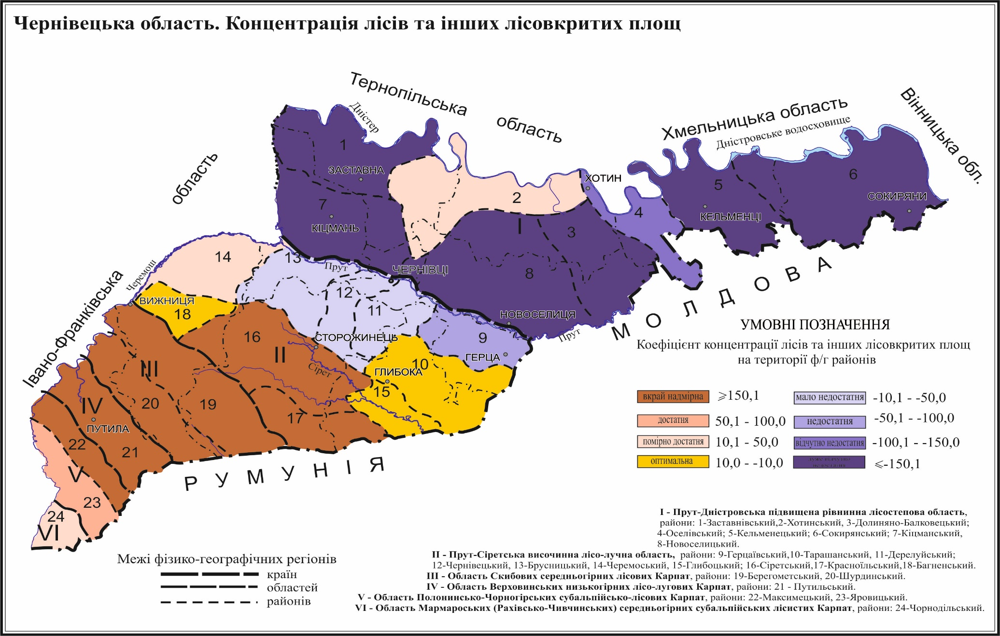 Чернівецька область. Концентрація лісів та інших лісовкритих площ
Тернопільська область
Хмельницька область
Дністровське водосховище
Вінницька обл.
Івано-Франківська область
Дністер
1
ЗАСТАВНА
7
КІЦМАНЬ
2
ХОТИН
4
5
КЕЛЬМЕНЦІ
6
СОКИРЯНИ
I
3
8
14
13
Прут
ЧЕРНІВЦІ
Черемош
ВИЖНИЦЯ
18
12
11
НОВОСЕЛИЦЯ
Прут
МОЛДОВА
16
СТОРОЖИНЕЦЬ
9
ГЕРЦА
II
Сірет
10
ГЛИБОКА
15
III
IV
20
19
17
ПУТИЛА
22
21
V
РУМУНІЯ
23
24
VI
УМОВНІ ПОЗНАЧЕННЯ
Коефіцієнт концентрації лісів та інших лісовкритих площ
на території ф/г районів
вкрай надмірна ⩾150,1
достатня 50,1 - 100,0
помірно достатня 10,1 - 50,0
оптимальна 10,0 - -10,0
мало недостатня -10,1 - -50,0
недостатня -50,1 - -100,0
відчутно недостатня -100,1 - -150,0
⩽-150,1
Межі фізико-географічних регіонів
країн
областей
районів
I - Прут-Дністровська підвищена рівнинна лісостепова область,
райони: 1-Заставнівський,2-Хотинський, 3-Долиняно-Балковецький;
4-Оселівський; 5-Кельменецький; 6-Сокирянський; 7-Кіцманський,
8-Новоселицький.
II - Прут-Сіретська височинна лісо-лучна область, райони: 9-Герцаївський,10-Тарашанський, 11-Дерелуйський;
12-Чернівецький, 13-Брусницький, 14-Черемоський, 15-Глибоцький; 16-Сіретський,17-Красноїльський,18-Багненський.
III - Область Скибових середньогірних лісових Карпат, райони: 19-Берегометський, 20-Шурдинський.
IV - Область Верховинських низькогірних лісо-лугових Карпат, райони: 21 - Путильський.
V - Область Полонинсько-Чорногірських субальпійсько-лісових Карпат, райони: 22-Максимецький, 23-Яровицький.
VI - Область Мармароських (Рахівсько-Чивчинських) середньогірних субальпійських лісистих Карпат, райони: 24-Чорнодільський.